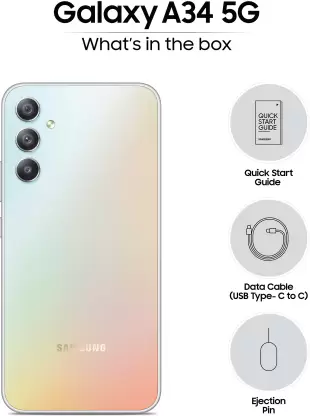 Galaxy A34 5G
What's in the box
QUICK
START
GUIDE
SAMSUNG
Quick Start
Guide
Data Cable
(USB Type- C to C)
SAMSUNG
Ejection
Pin